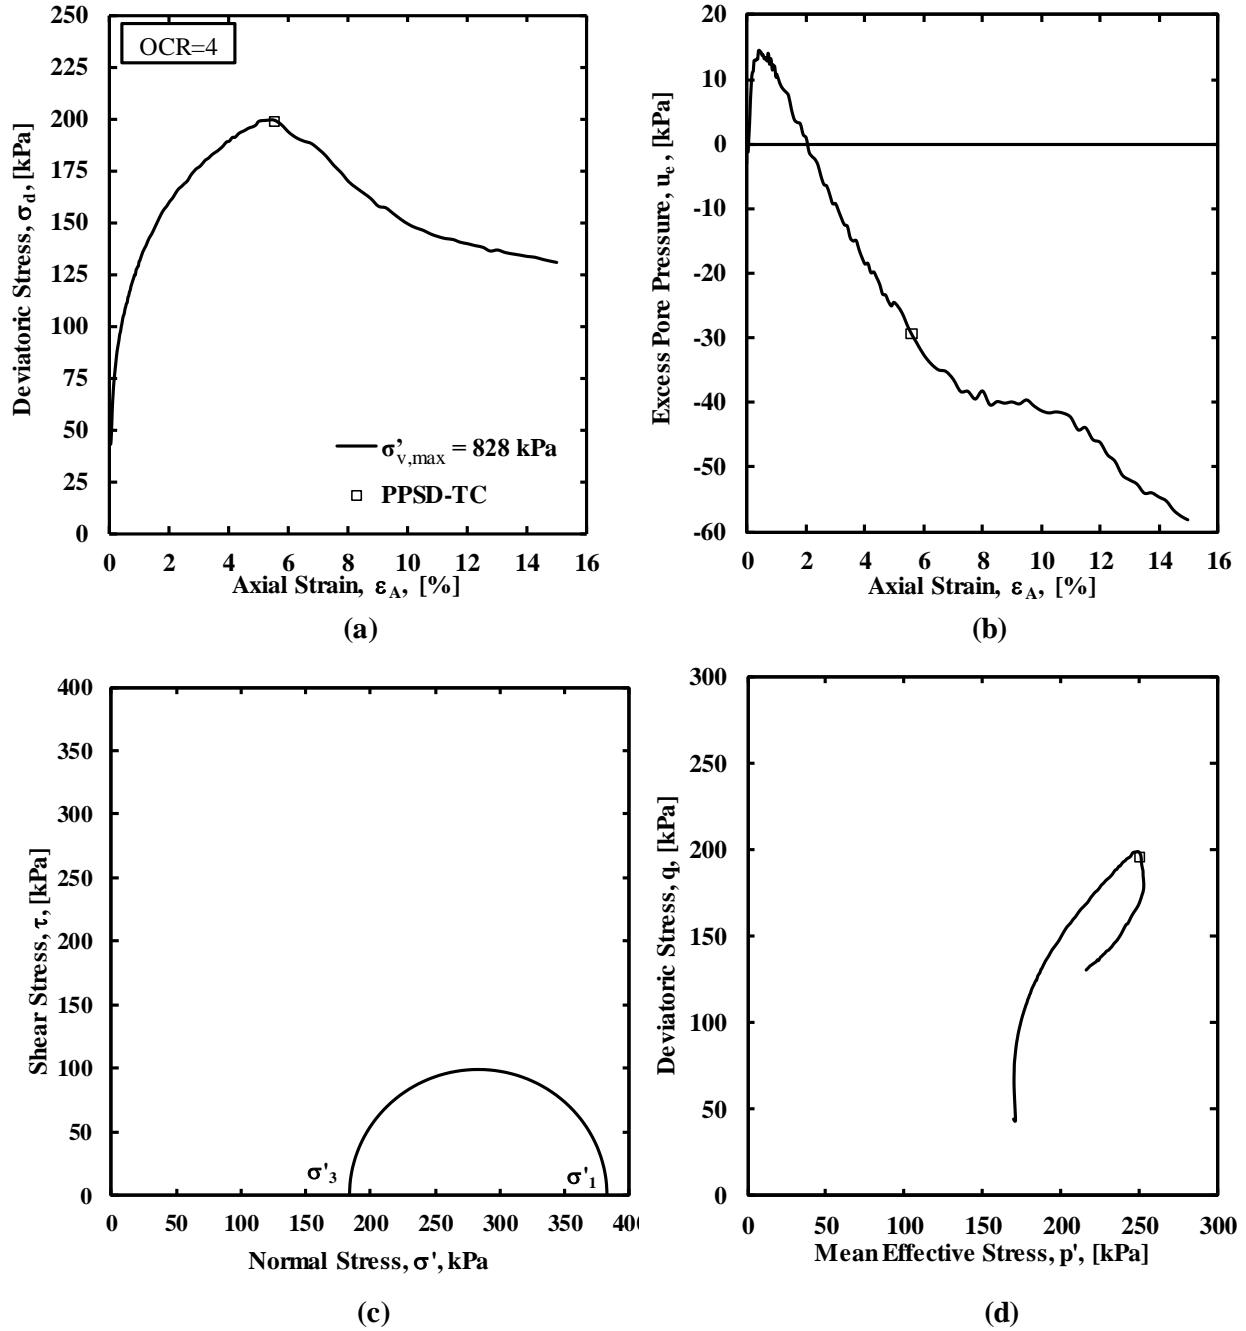 250
225
200
175
150
125
100
75
50
25
0
Deviatoric Stress, σd, [kPa]
OCR=4
σ'v,max = 828 kPa
PPSD-TC
0 2 4 6 8 10 12 14 16
Axial Strain, εA, [%]
(a)
20
10
0
-10
-20
-30
-40
-50
-60
Excess Pore Pressure, ue, [kPa]
0 2 4 6 8 10 12 14 16
Axial Strain, εA, [%]
(b)
400
350
300
250
200
150
100
50
0
Shear Stress, τ, [kPa]
σ'3
σ'1
0 50 100 150 200 250 300 350 400
Normal Stress, σ', kPa
(c)
300
250
200
150
100
50
0
Deviatoric Stress, q, [kPa]
0 50 100 150 200 250 300
Mean Effective Stress, p', [kPa]
(d)